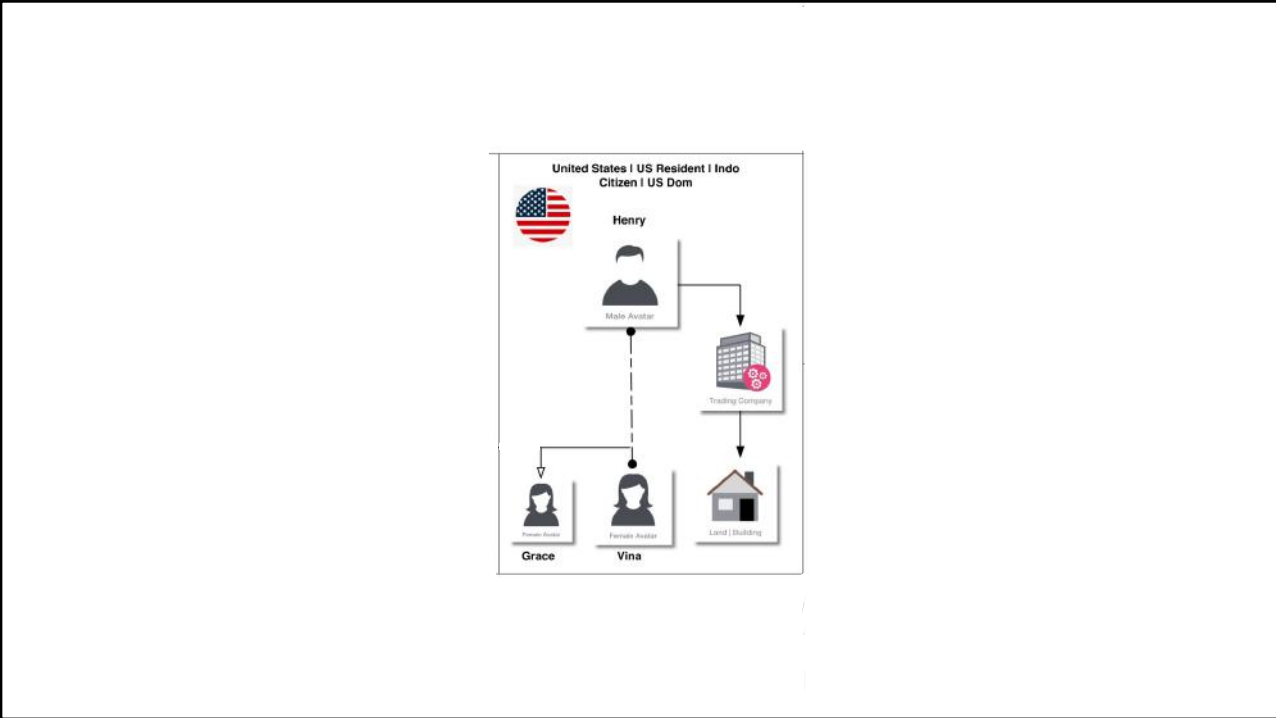 United States | US Resident | Indo
Citizen | US Dom
Henry
Male Avatar
Trading Company
Female Avatar
Female Avatar
Land | Building
Grace
Vina